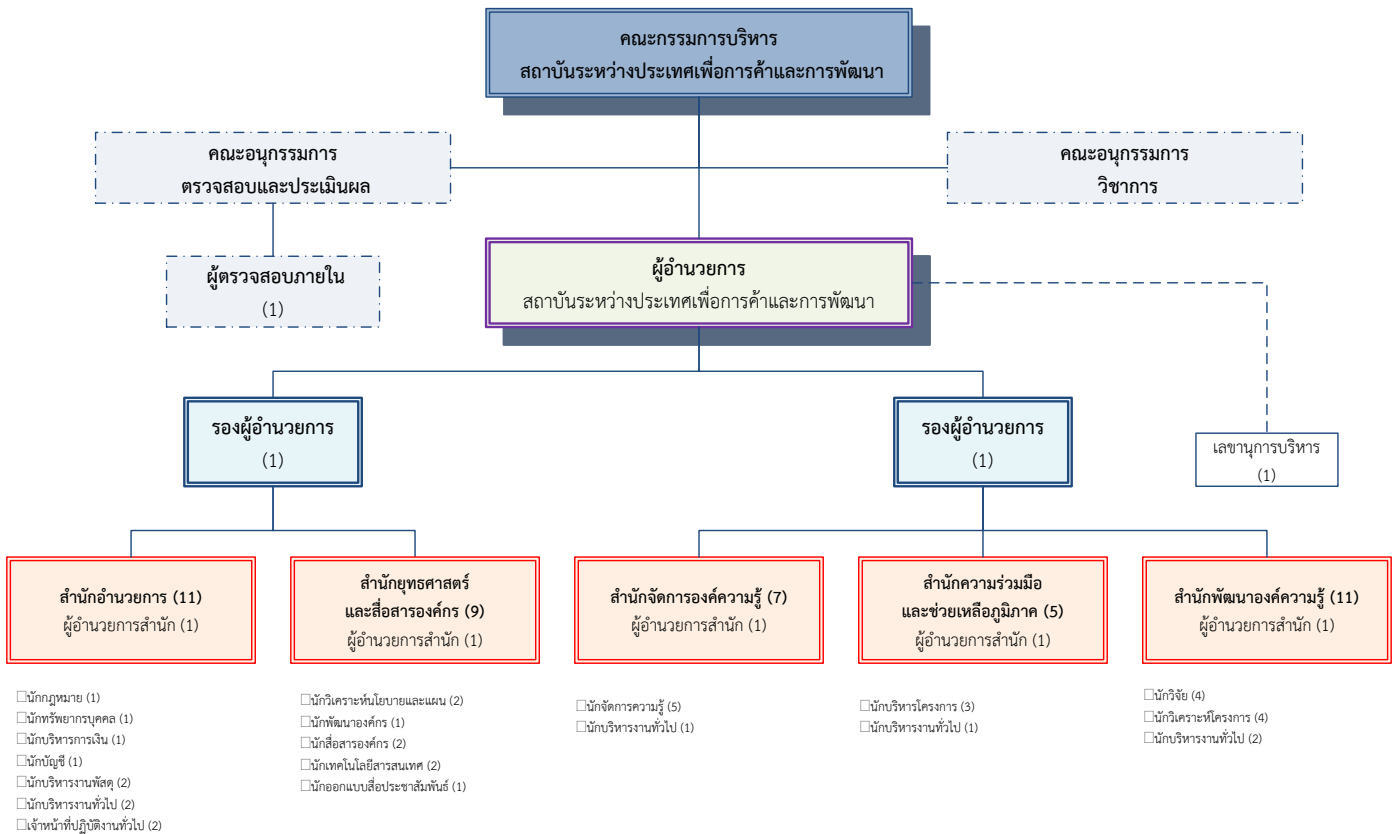 คณะกรรมการบริหาร
สถาบันระหว่างประเทศเพื่อการค้าและการพัฒนา
คณะอนุกรรมการ
ตรวจสอบและประเมินผล
คณะอนุกรรมการ
วิชาการ
ผู้อำนวยการ
สถาบันระหว่างประเทศเพื่อการค้าและการพัฒนา
ผู้ตรวจสอบภายใน
(1)
รองผู้อำนวยการ
(1)
รองผู้อำนวยการ
(1)
เลขานุการบริหาร
(1)
สำนักอำนวยการ (11)
ผู้อำนวยการสำนัก (1)
สำนักยุทธศาสตร์
และสื่อสารองค์กร (9)
ผู้อำนวยการสำนัก (1)
สำนักจัดการองค์ความรู้ (7)
ผู้อำนวยการสำนัก (1)
สำนักความร่วมมือ
และช่วยเหลือภูมิภาค (5)
ผู้อำนวยการสำนัก (1)
สำนักพัฒนาองค์ความรู้ (11)
ผู้อำนวยการสำนัก (1)
□นักกฎหมาย (1)
□นักทรัพยากรบุคคล (1)
□นักบริหารการเงิน (1)
□นักบัญชี (1)
□นักบริหารงานพัสดุ (2)
□นักบริหารงานทั่วไป (2)
□เจ้าหน้าที่ปฏิบัติงานทั่วไป (2)
□นักวิเคราะห์นโยบายและแผน (2)
□นักพัฒนาองค์กร (1)
□นักสื่อสารองค์กร (2)
□นักเทคโนโลยีสารสนเทศ (2)
□นักออกแบบสื่อประชาสัมพันธ์ (1)
□นักจัดการความรู้ (5)
□นักบริหารงานทั่วไป (1)
□นักบริหารโครงการ (3)
□นักบริหารงานทั่วไป (1)
□นักวิจัย (4)
□นักวิเคราะห์โครงการ (4)
□นักบริหารงานทั่วไป (2)